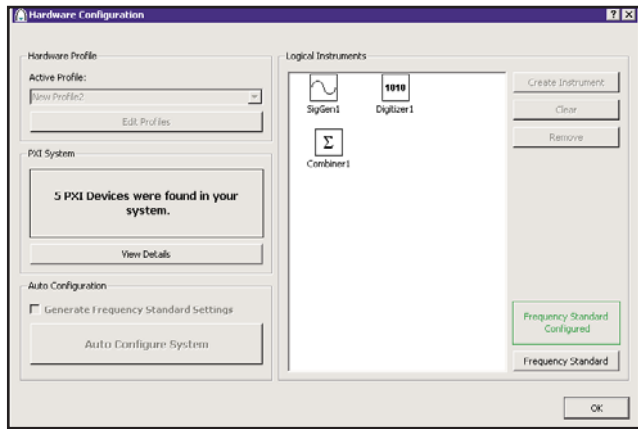 Hardware Configuration
? X
Hardware Profile
Active Profile:
New Profile2
Edit Profiles
PXI System
5 PXI Devices were found in your
system.
View Details
Auto Configuration
Generate Frequency Standard Settings
Auto Configure System
Logical Instruments
SigGen1
1010
Digitizer1
Σ
Combiner1
Create Instrument
Clear
Remove
Frequency Standard
Configured
Frequency Standard
OK